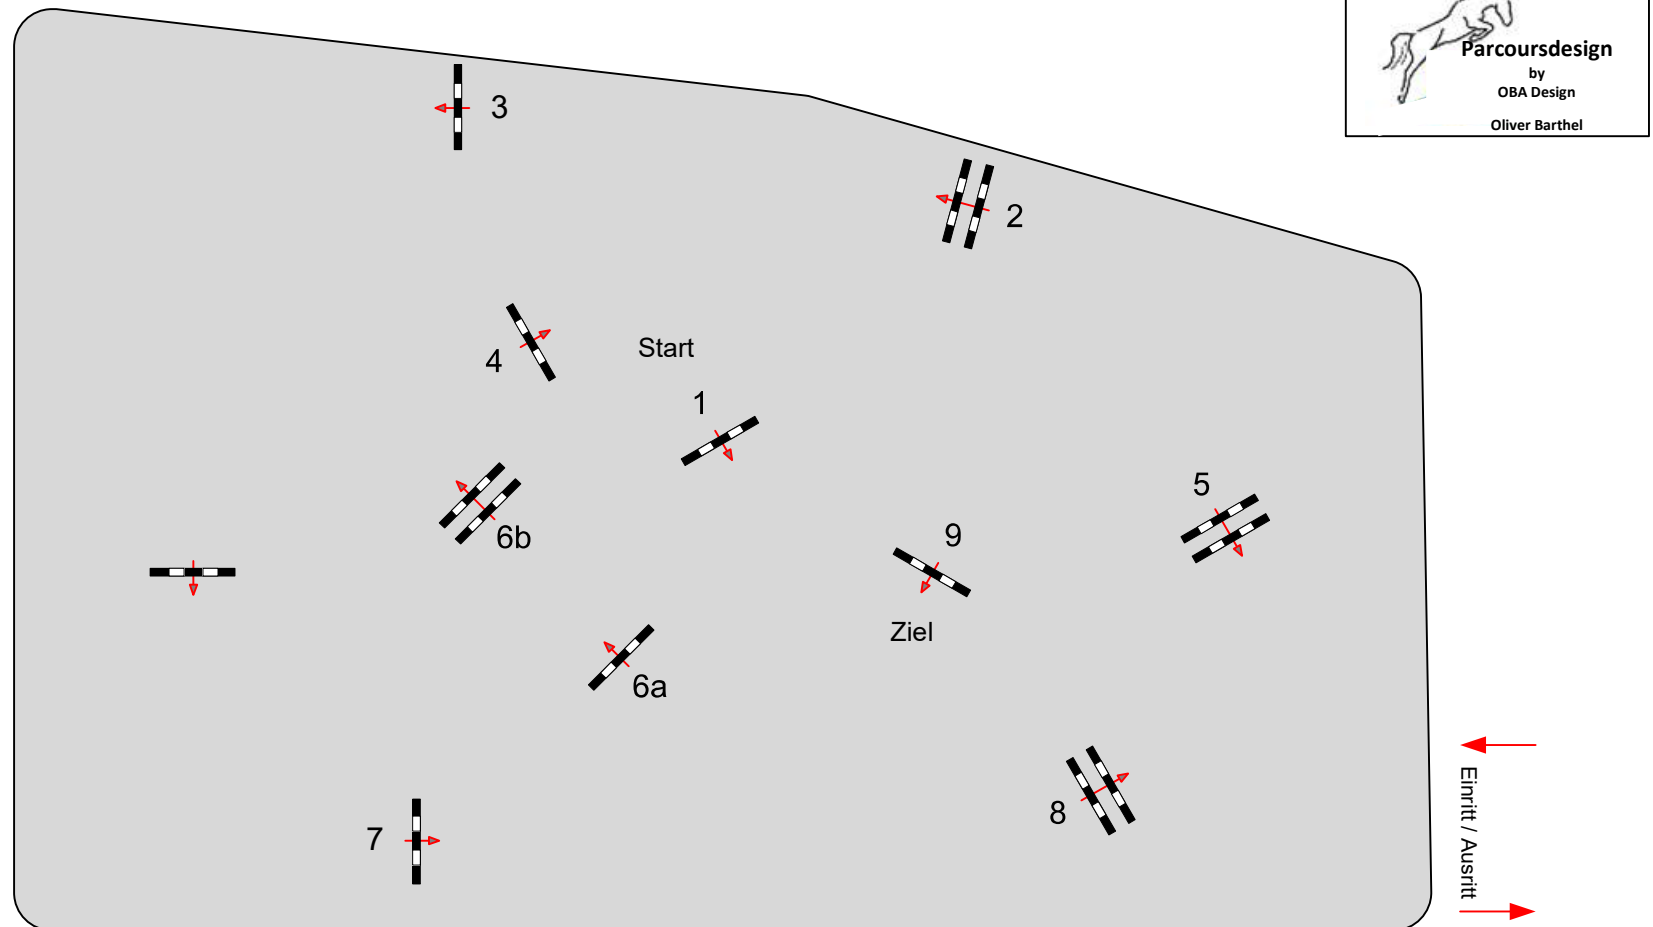 Parcoursdesign
by
OBA Design
Oliver Barthel
3
2
4
Start
1
5
6b
9
Ziel
6a
8
7
Einritt / Ausritt